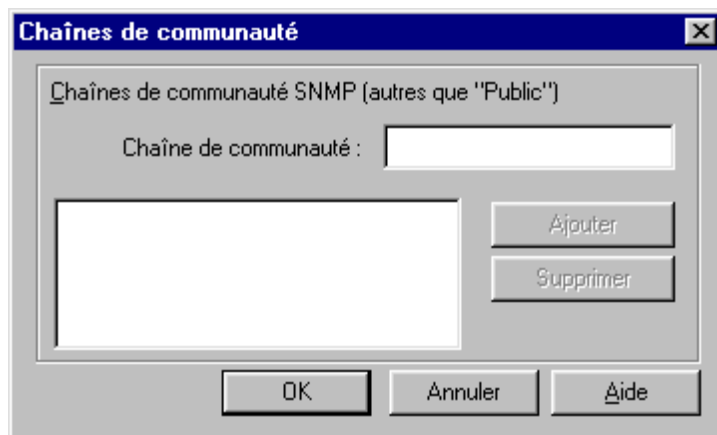 Chaînes de communauté
Chaînes de communauté SNMP (autres que "Public")
Chaîne de communauté :
Ajouter
Supprimer
OK
Annuler
Aide